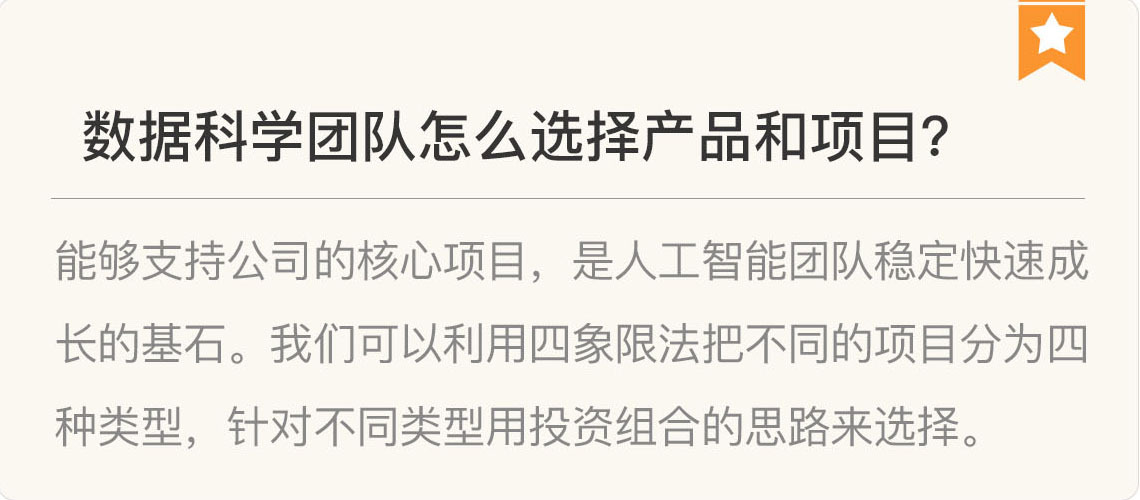 数据科学团队怎么选择产品和项目？
能够支持公司的核心项目，是人工智能团队稳定快速成
长的基石。我们可以利用四象限法把不同的项目分为四
种类型，针对不同类型用投资组合的思路来选择。